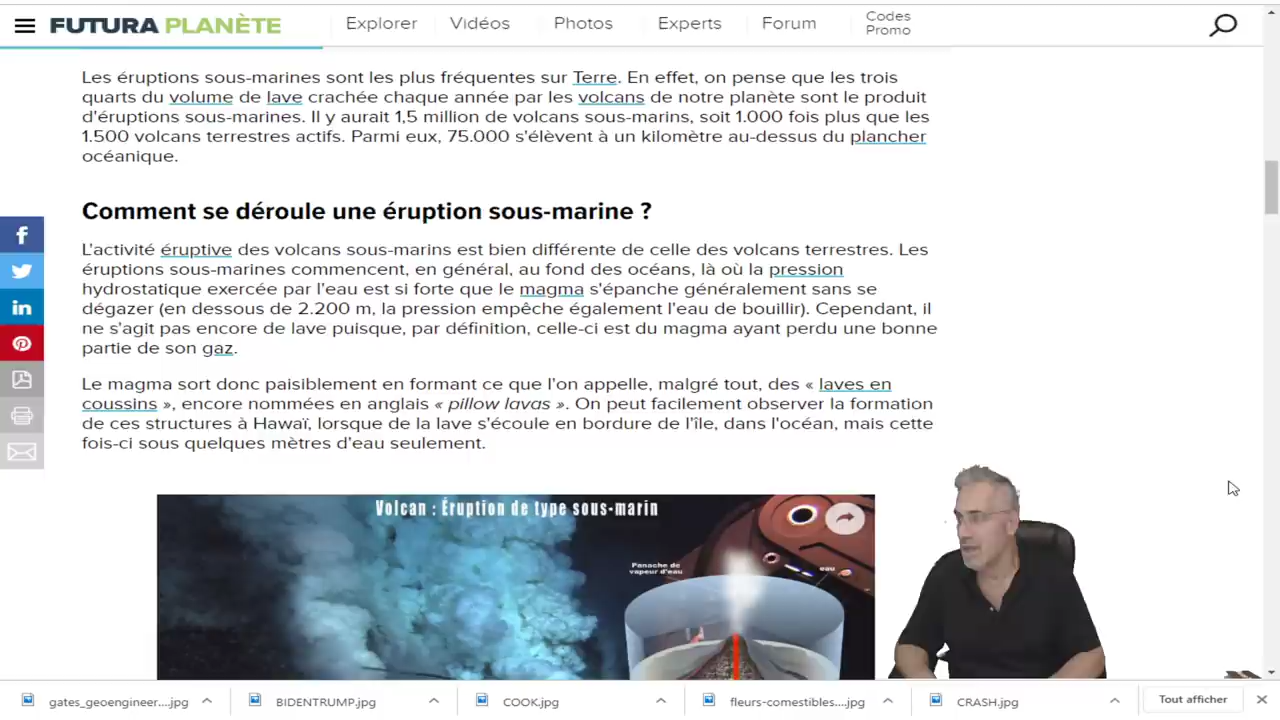 FUTURA PLANÈTE
Explorer
Vidéos
Photos
Experts
Forum
Codes
Promo
Les éruptions sous-marines sont les plus fréquentes sur Terre. En effet, on pense que les trois
quarts du volume de lave crachée chaque année par les volcans de notre planète sont le produit
d'éruptions sous-marines. Il y aurait 1,5 million de volcans sous-marins, soit 1.000 fois plus que les
1.500 volcans terrestres actifs. Parmi eux, 75.000 s'élèvent à un kilomètre au-dessus du plancher
océanique.
Comment se déroule une éruption sous-marine ?
L'activité éruptive des volcans sous-marins est bien différente de celle des volcans terrestres. Les
éruptions sous-marines commencent, en général, au fond des océans, là où la pression
hydrostatique exercée par l'eau est si forte que le magma s'épanche généralement sans se
dégazer (en dessous de 2.200 m, la pression empêche également l'eau de bouillir). Cependant, il
ne s'agit pas encore de lave puisque, par définition, celle-ci est du magma ayant perdu une bonne
partie de son gaz.
Le magma sort donc paisiblement en formant ce que l'on appelle, malgré tout, des « laves en
coussins », encore nommées en anglais « pillow lavas ». On peut facilement observer la formation
de ces structures à Hawaï, lorsque de la lave s'écoule en bordure de l'île, dans l'océan, mais cette
fois-ci sous quelques mètres d'eau seulement.
Volcan : Éruption de type sous-marin
Panache de
vapeur d'eau
eau
gates_geoengineer....jpg
BIDENTRUMP.jpg
COOK.jpg
fleurs-comestibles....jpg
CRASH.jpg
Tout afficher